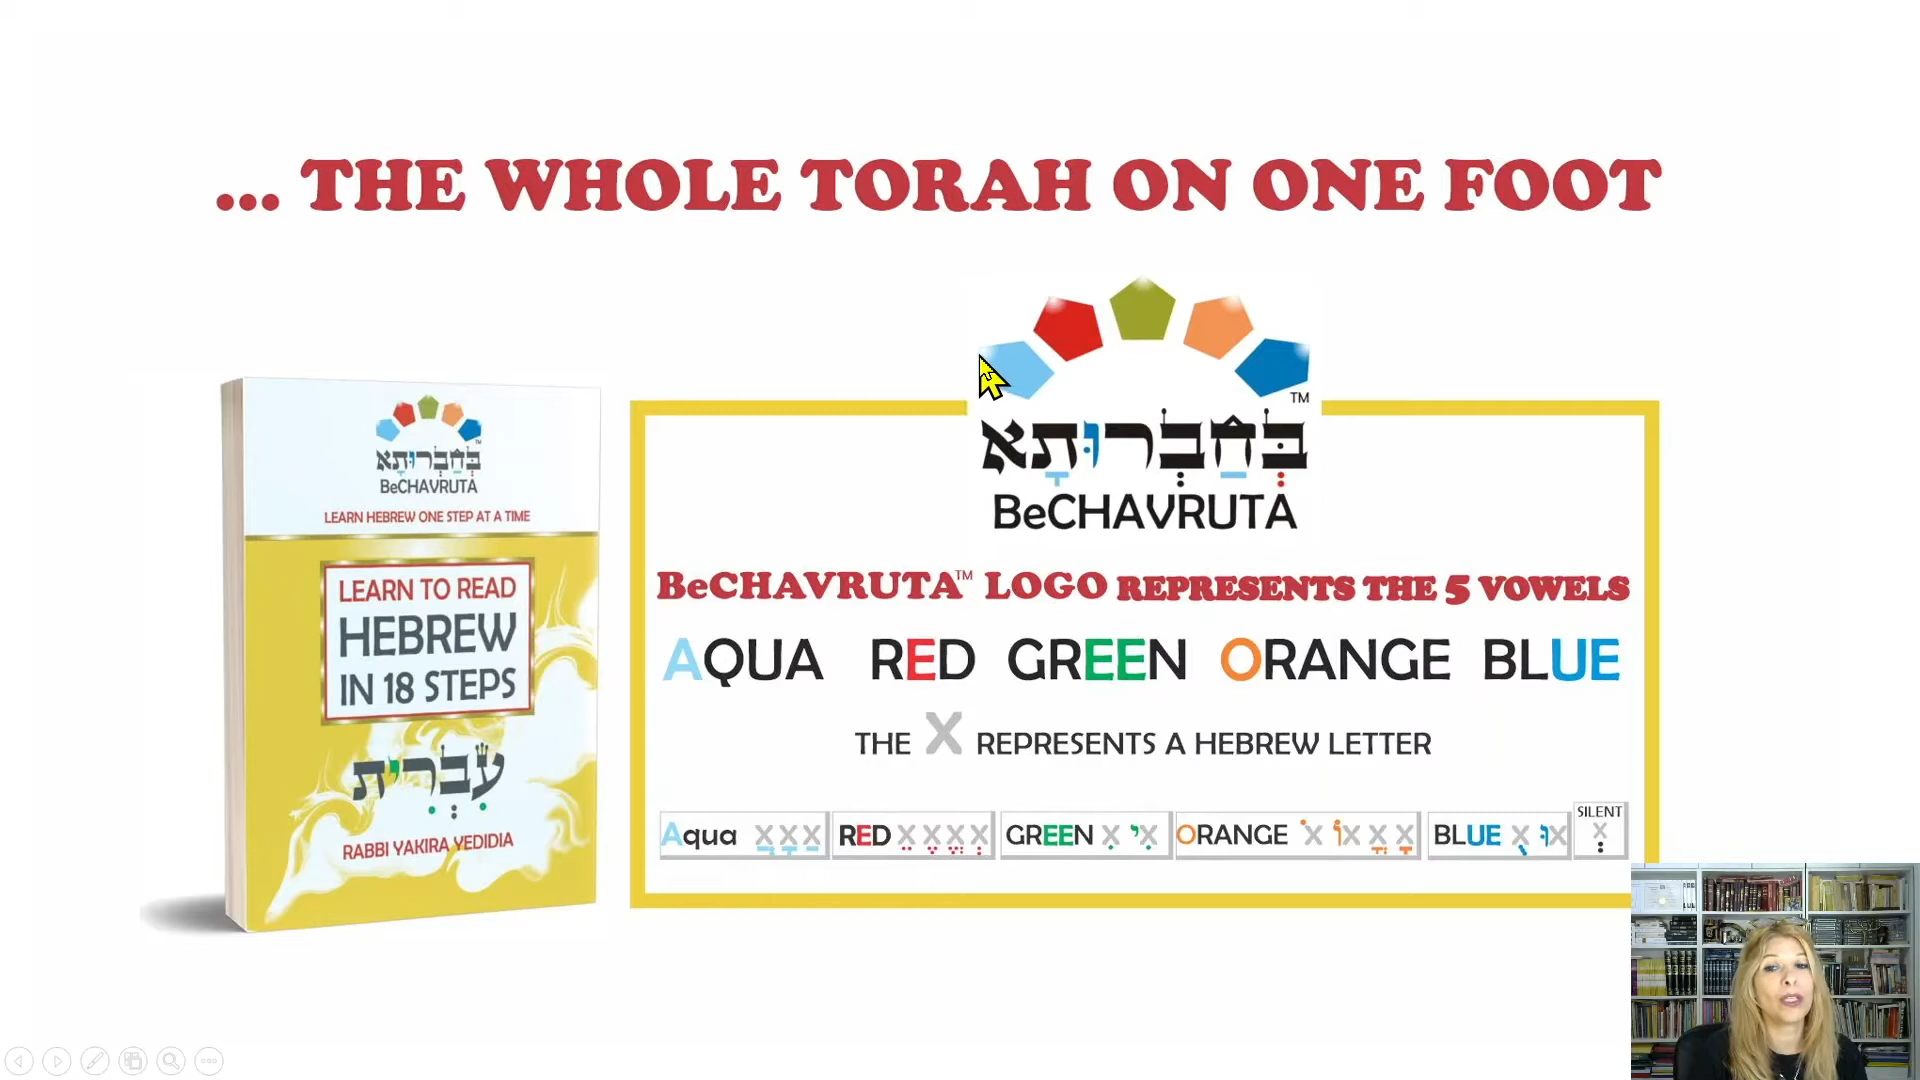 ... THE WHOLE TORAH ON ONE FOOT
בְּחַבְרוּתָא
BeCHAVRUTA
LEARN HEBREW ONE STEP AT A TIME
LEARN TO READ
HEBREW
IN 18 STEPS
עִבְרִית
RABBI YAKIRA YEDIDIA
TM
בְּחַבְרוּתָא
BeCHAVRUTA
BeCHAVRUTA™ LOGO REPRESENTS THE 5 VOWELS
AQUA RED GREEN ORANGE BLUE
THE X REPRESENTS A HEBREW LETTER
Aqua X X X RED X X X X GREEN X יX ORANGE X וֹX X X BLUE X וּX SILENT X